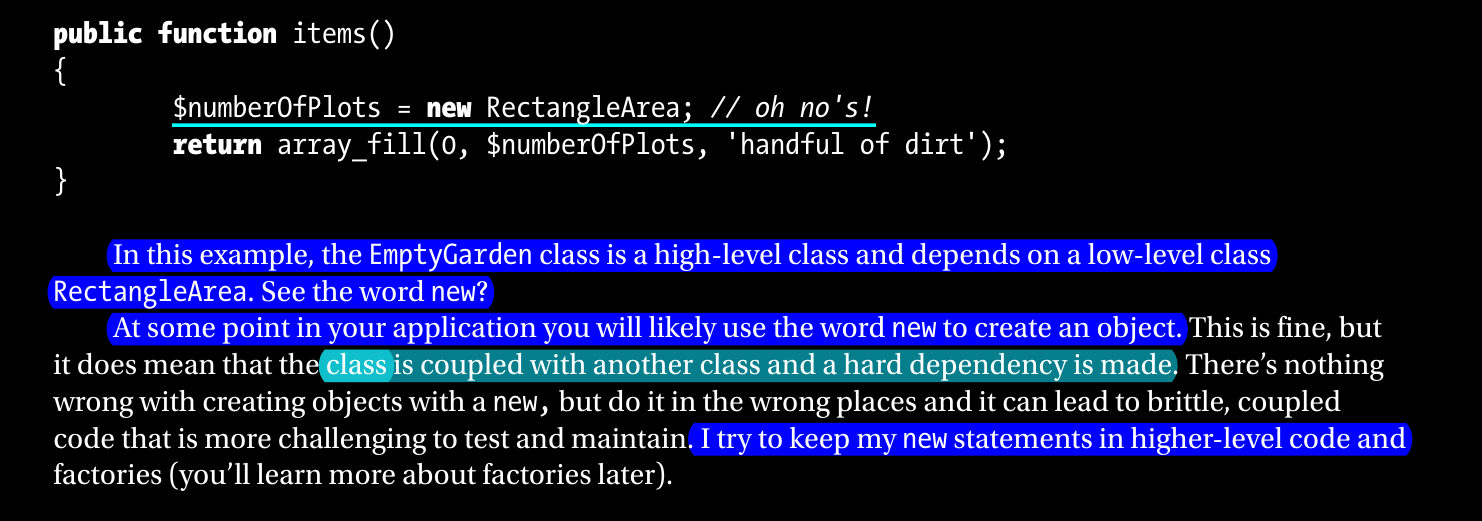 public function items()
{
$numberOfPlots = new RectangleArea; // oh no's!
return array_fill(0, $numberOfPlots, 'handful of dirt');
}
In this example, the EmptyGarden class is a high-level class and depends on a low-level class
RectangleArea. See the word new?
At some point in your application you will likely use the word new to create an object. This is fine, but
it does mean that the class is coupled with another class and a hard dependency is made. There’s nothing
wrong with creating objects with a new, but do it in the wrong places and it can lead to brittle, coupled
code that is more challenging to test and maintain. I try to keep my new statements in higher-level code and
factories (you’ll learn more about factories later).